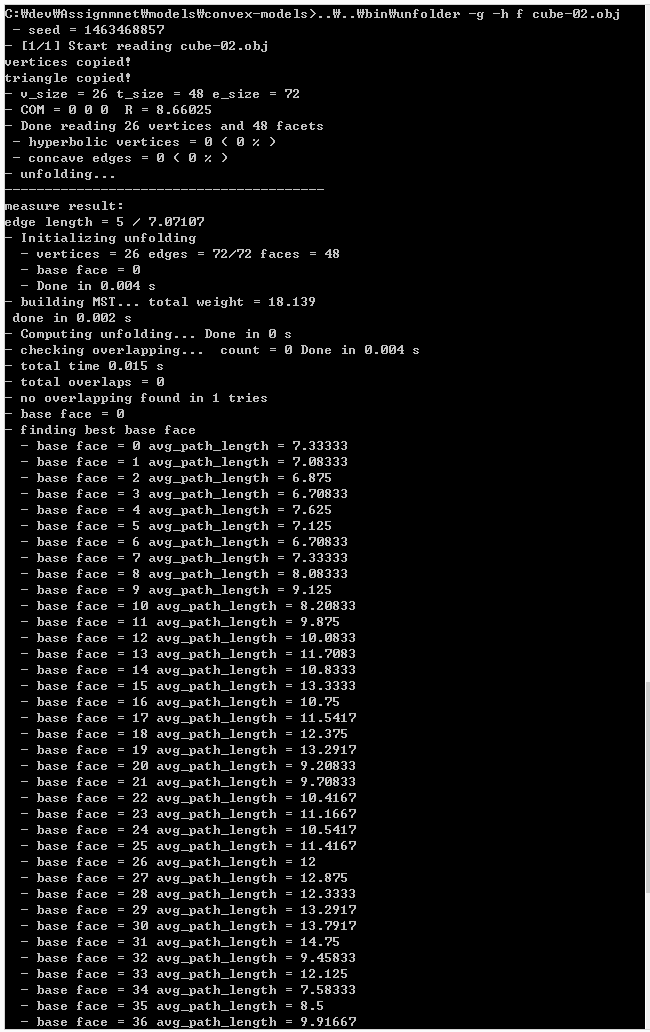 C:₩dev₩Assignmnet₩models₩convex-models>..₩..₩bin₩unfolder -g -h f cube-02.obj
- seed = 1463468857
- [1/1] Start reading cube-02.obj
vertices copied!
triangle copied!
- v_size = 26 t_size = 48 e_size = 72
- COM = 0 0 0  R = 8.66025
- Done reading 26 vertices and 48 facets
- hyperbolic vertices = 0 ( 0 % )
- concave edges = 0 ( 0 % )
- unfolding...
----------------------------------------
measure result:
edge length = 5 / 7.07107
- Initializing unfolding
- vertices = 26 edges = 72/72 faces = 48
- base face = 0
- Done in 0.004 s
- building MST... total weight = 18.139
done in 0.002 s
- Computing unfolding... Done in 0 s
- checking overlapping...  count = 0 Done in 0.004 s
- total time 0.015 s
- total overlaps = 0
- no overlapping found in 1 tries
- base face = 0
- finding best base face
- base face = 0 avg_path_length = 7.33333
- base face = 1 avg_path_length = 7.08333
- base face = 2 avg_path_length = 6.875
- base face = 3 avg_path_length = 6.70833
- base face = 4 avg_path_length = 7.625
- base face = 5 avg_path_length = 7.125
- base face = 6 avg_path_length = 6.70833
- base face = 7 avg_path_length = 7.33333
- base face = 8 avg_path_length = 8.08333
- base face = 9 avg_path_length = 9.125
- base face = 10 avg_path_length = 8.20833
- base face = 11 avg_path_length = 9.875
- base face = 12 avg_path_length = 10.0833
- base face = 13 avg_path_length = 11.7083
- base face = 14 avg_path_length = 10.8333
- base face = 15 avg_path_length = 13.3333
- base face = 16 avg_path_length = 10.75
- base face = 17 avg_path_length = 11.5417
- base face = 18 avg_path_length = 12.375
- base face = 19 avg_path_length = 13.2917
- base face = 20 avg_path_length = 9.20833
- base face = 21 avg_path_length = 9.70833
- base face = 22 avg_path_length = 10.4167
- base face = 23 avg_path_length = 11.1667
- base face = 24 avg_path_length = 10.5417
- base face = 25 avg_path_length = 11.4167
- base face = 26 avg_path_length = 12
- base face = 27 avg_path_length = 12.875
- base face = 28 avg_path_length = 12.3333
- base face = 29 avg_path_length = 13.2917
- base face = 30 avg_path_length = 13.7917
- base face = 31 avg_path_length = 14.75
- base face = 32 avg_path_length = 9.45833
- base face = 33 avg_path_length = 12.125
- base face = 34 avg_path_length = 7.58333
- base face = 35 avg_path_length = 8.5
- base face = 36 avg_path_length = 9.91667